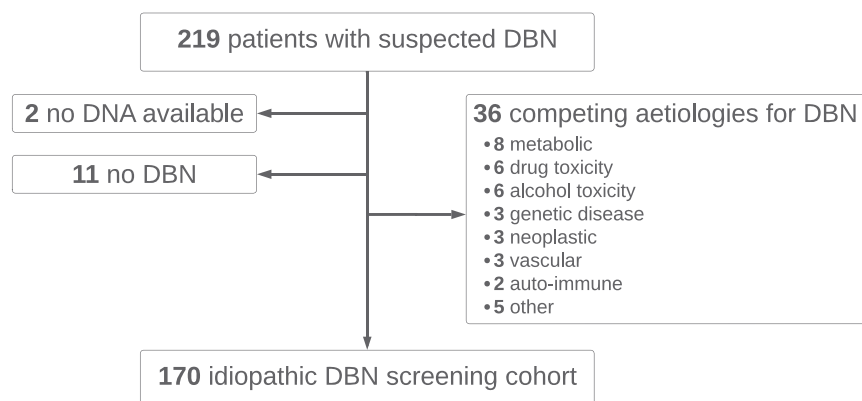 219 patients with suspected DBN
2 no DNA available
11 no DBN
36 competing aetiologies for DBN
• 8 metabolic
• 6 drug toxicity
• 6 alcohol toxicity
• 3 genetic disease
• 3 neoplastic
• 3 vascular
• 2 auto-immune
• 5 other
170 idiopathic DBN screening cohort